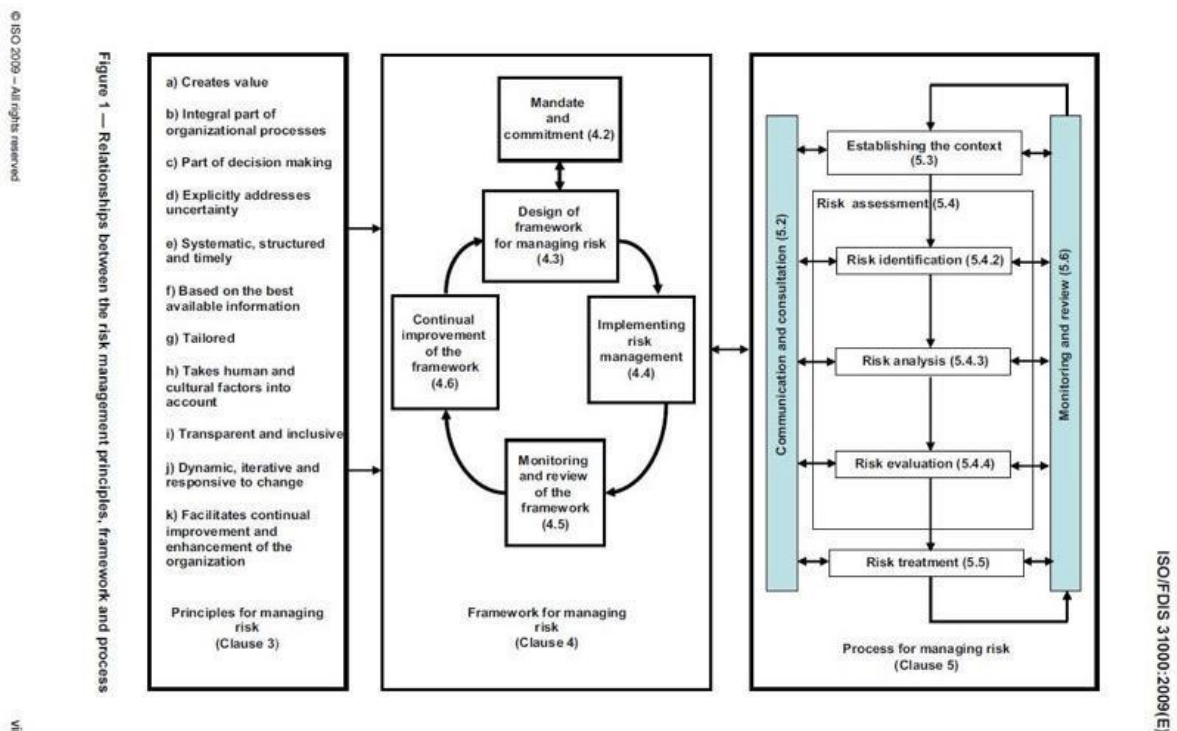 © ISO 2009 – All rights reserved
Figure 1 — Relationships between the risk management principles, framework and process
a) Creates value
b) Integral part of
organizational processes
c) Part of decision making
d) Explicitly addresses
uncertainty
e) Systematic, structured
and timely
f) Based on the best
available information
g) Tailored
h) Takes human and
cultural factors into
account
i) Transparent and inclusive
j) Dynamic, iterative and
responsive to change
k) Facilitates continual
improvement and
enhancement of the
organization
Principles for managing
risk
(Clause 3)
Mandate
and
commitment (4.2)
Design of
framework
for managing risk
(4.3)
Implementing
risk
management
(4.4)
Monitoring
and review
of the
framework
(4.5)
Continual
improvement
of the
framework
(4.6)
Framework for managing
risk
(Clause 4)
Communication and consultation (5.2)
Establishing the context
(5.3)
Risk assessment (5.4)
Risk identification (5.4.2)
Risk analysis (5.4.3)
Risk evaluation (5.4.4)
Risk treatment (5.5)
Monitoring and review (5.6)
Process for managing risk
(Clause 5)
ISO/FDIS 31000:2009(E)